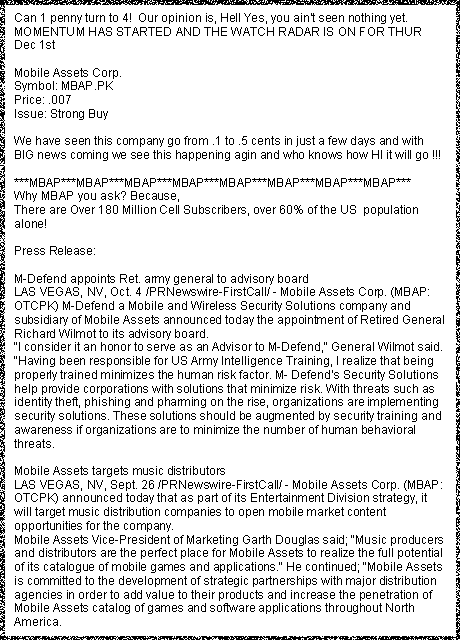 Can 1 penny turn to 4!  Our opinion is, Hell Yes, you ain't seen nothing yet.
MOMENTUM HAS STARTED AND THE WATCH RADAR IS ON FOR THUR
Dec 1st
Mobile Assets Corp.
Symbol: MBAP.PK
Price: .007
Issue: Strong Buy
We have seen this company go from .1 to .5 cents in just a few days and with
BIG news coming we see this happening agin and who knows how HI it will go !!!
***MBAP***MBAP***MBAP***MBAP***MBAP***MBAP***MBAP***MBAP***
Why MBAP you ask? Because,
There are Over 180 Million Cell Subscribers, over 60% of the US  population
alone!
Press Release:
M-Defend appoints Ret. army general to advisory board
LAS VEGAS, NV, Oct. 4 /PRNewswire-FirstCall/ - Mobile Assets Corp. (MBAP:
OTCPK) M-Defend a Mobile and Wireless Security Solutions company and
subsidiary of Mobile Assets announced today the appointment of Retired General
Richard Wilmot to its advisory board.
"I consider it an honor to serve as an Advisor to M-Defend," General Wilmot said.
"Having been responsible for US Army Intelligence Training, I realize that being
properly trained minimizes the human risk factor. M- Defend's Security Solutions
help provide corporations with solutions that minimize risk. With threats such as
identity theft, phishing and pharming on the rise, organizations are implementing
security solutions. These solutions should be augmented by security training and
awareness if organizations are to minimize the number of human behavioral
threats.
Mobile Assets targets music distributors
LAS VEGAS, NV, Sept. 26 /PRNewswire-FirstCall/ - Mobile Assets Corp. (MBAP:
OTCPK) announced today that as part of its Entertainment Division strategy, it
will target music distribution companies to open mobile market content
opportunities for the company.
Mobile Assets Vice-President of Marketing Garth Douglas said; "Music producers
and distributors are the perfect place for Mobile Assets to realize the full potential
of its catalogue of mobile games and applications." He continued; "Mobile Assets
is committed to the development of strategic partnerships with major distribution
agencies in order to add value to their products and increase the penetration of
Mobile Assets catalog of games and software applications throughout North
America.